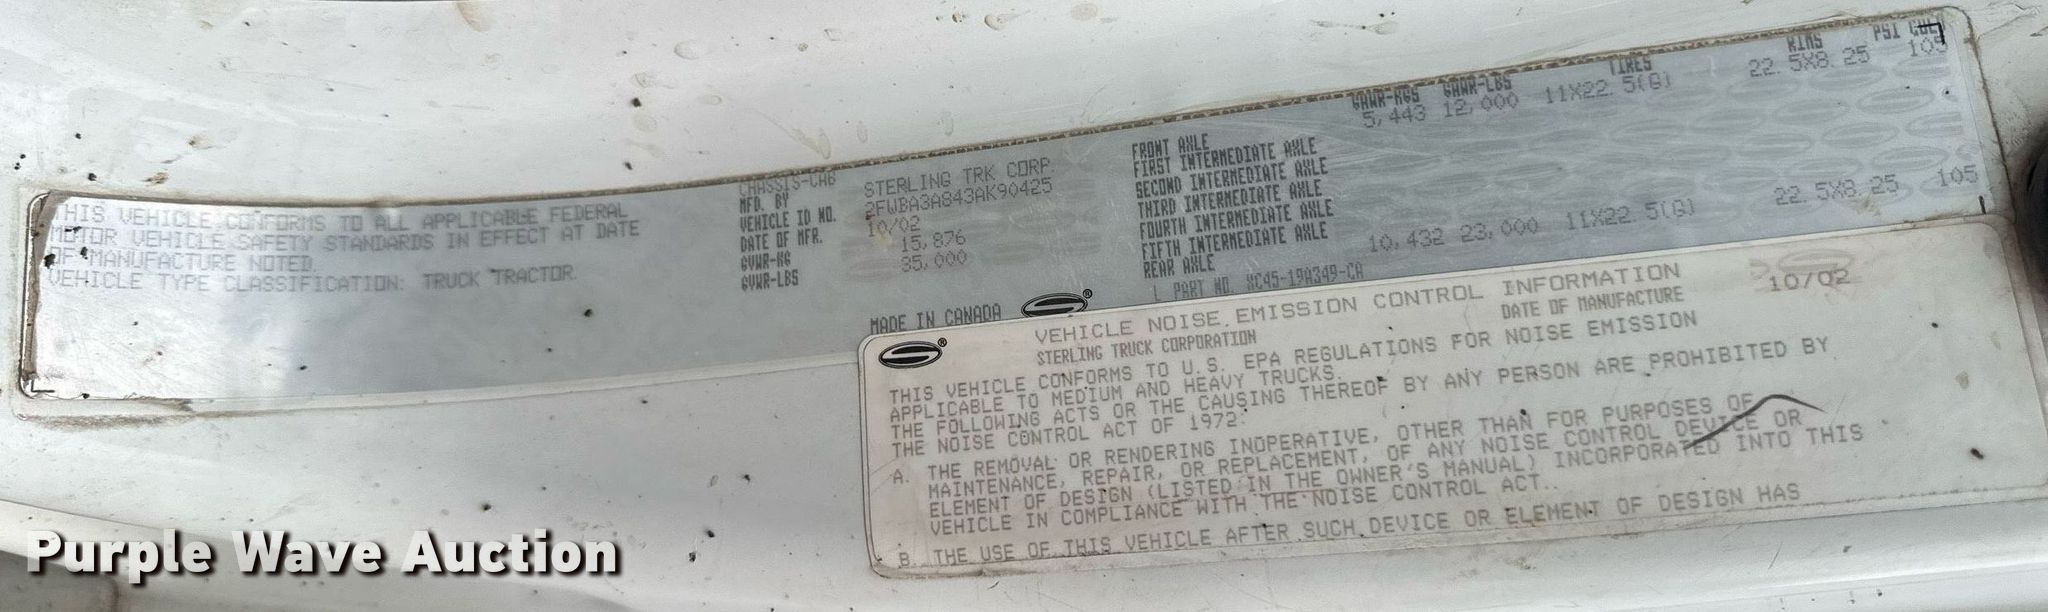 THIS VEHICLE CONFORMS TO ALL APPLICABLE FEDERAL
MOTOR VEHICLE SAFETY STANDARDS IN EFFECT AT DATE
OF MANUFACTURE NOTED.
VEHICLE TYPE CLASSIFICATION: TRUCK TRACTOR
CHASSIS-CAB
MFD. BY STERLING TRK CORP.
VEHICLE ID NO. 2FWBA3A843AK90425
DATE OF MFR. 10/02
GVWR-KG 15,876
GVWR-LBS 35,000
MADE IN CANADA
GAWR-KGS GAWR-LBS TIRES RIMS PSI COLD
FRONT AXLE 5,443 12,000 11X22.5(G) 22.5X8.25 105
FIRST INTERMEDIATE AXLE
SECOND INTERMEDIATE AXLE
THIRD INTERMEDIATE AXLE
FOURTH INTERMEDIATE AXLE
FIFTH INTERMEDIATE AXLE
REAR AXLE 10,432 23,000 11X22.5(G) 22.5X8.25 105
PART NO. XC45-19A349-CA
VEHICLE NOISE EMISSION CONTROL INFORMATION
STERLING TRUCK CORPORATION DATE OF MANUFACTURE 10/02
THIS VEHICLE CONFORMS TO U.S. EPA REGULATIONS FOR NOISE EMISSION
APPLICABLE TO MEDIUM AND HEAVY TRUCKS.
THE FOLLOWING ACTS OR THE CAUSING THEREOF BY ANY PERSON ARE PROHIBITED BY
THE NOISE CONTROL ACT OF 1972:
A. THE REMOVAL OR RENDERING INOPERATIVE, OTHER THAN FOR PURPOSES OF
MAINTENANCE, REPAIR, OR REPLACEMENT, OF ANY NOISE CONTROL DEVICE OR
ELEMENT OF DESIGN (LISTED IN THE OWNER'S MANUAL) INCORPORATED INTO THIS
VEHICLE IN COMPLIANCE WITH THE NOISE CONTROL ACT..
B. THE USE OF THIS VEHICLE AFTER SUCH DEVICE OR ELEMENT OF DESIGN HAS
Purple Wave Auction